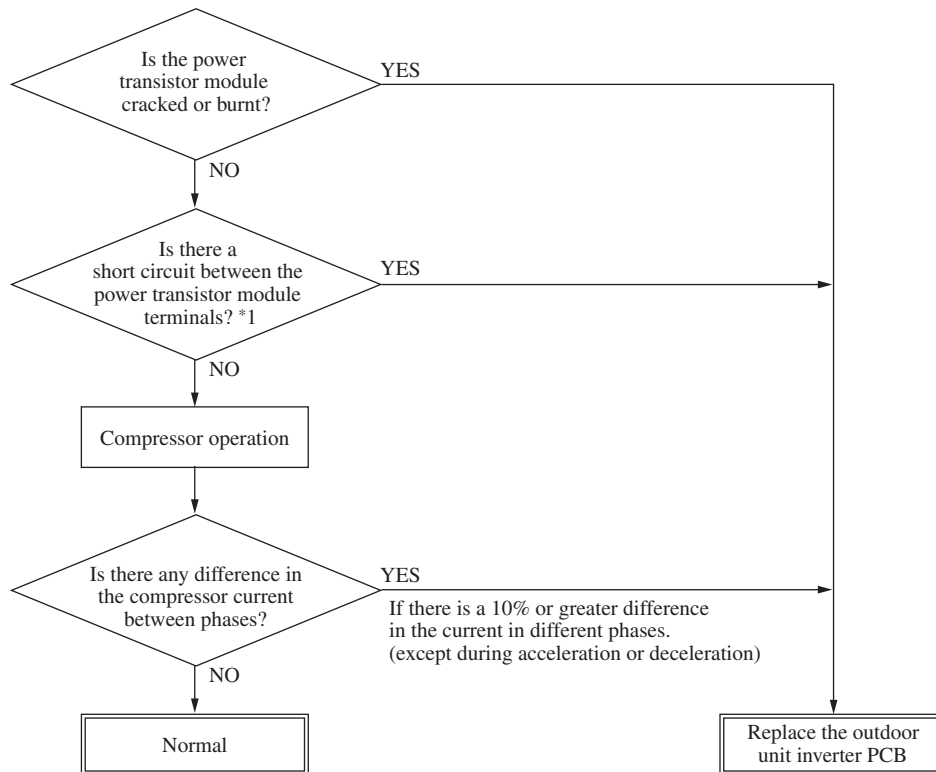 Is the power
transistor module
cracked or burnt?
YES
NO
Is there a
short circuit between the
power transistor module
terminals? *1
YES
NO
Compressor operation
Is there any difference in
the compressor current
between phases?
YES
If there is a 10% or greater difference
in the current in different phases.
(except during acceleration or deceleration)
NO
Normal
Replace the outdoor
unit inverter PCB